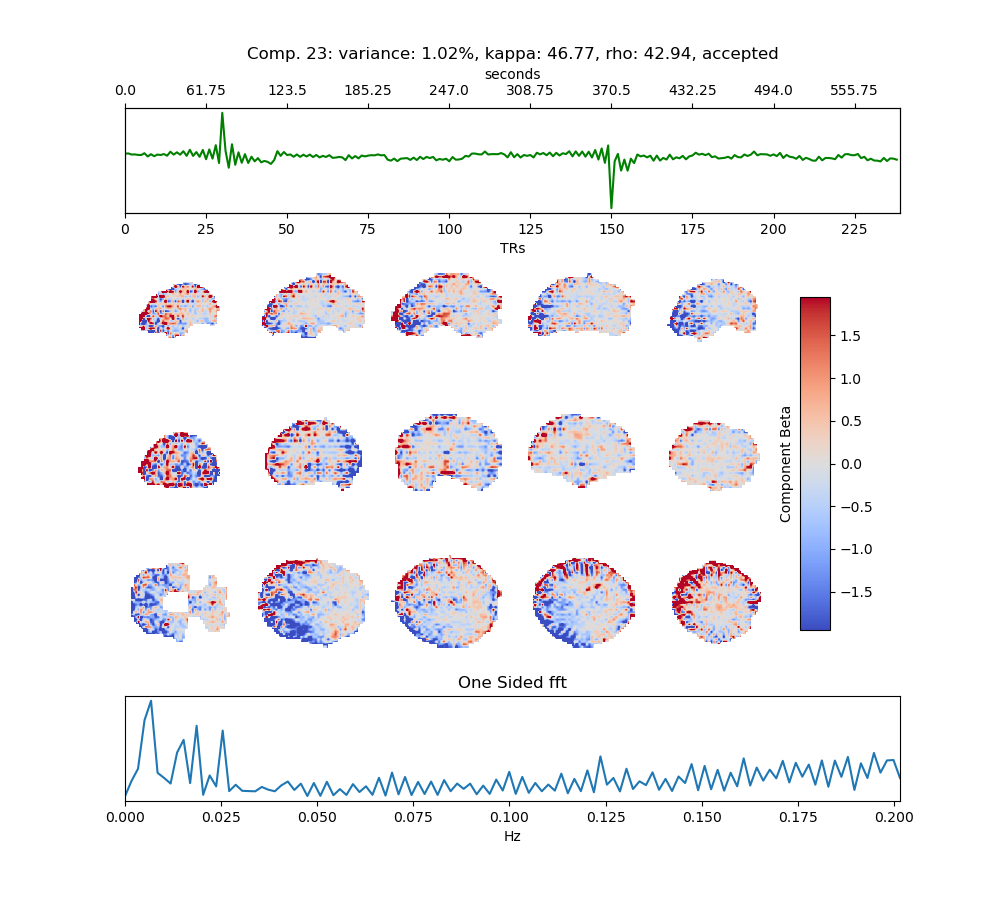 Comp. 23: variance: 1.02%, kappa: 46.77, rho: 42.94, accepted
seconds
0.0 61.75 123.5 185.25 247.0 308.75 370.5 432.25 494.0 555.75
0 25 50 75 100 125 150 175 200 225
TRs
1.5
1.0
0.5
0.0
−0.5
−1.0
−1.5
Component Beta
One Sided fft
0.000 0.025 0.050 0.075 0.100 0.125 0.150 0.175 0.200
Hz